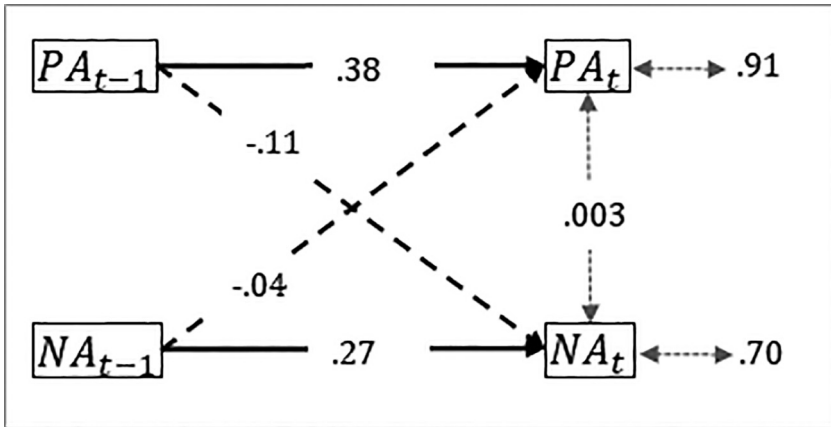 PAt−1 .38 PAt .91
-.11
.003
-.04
NAt−1 .27 NAt .70